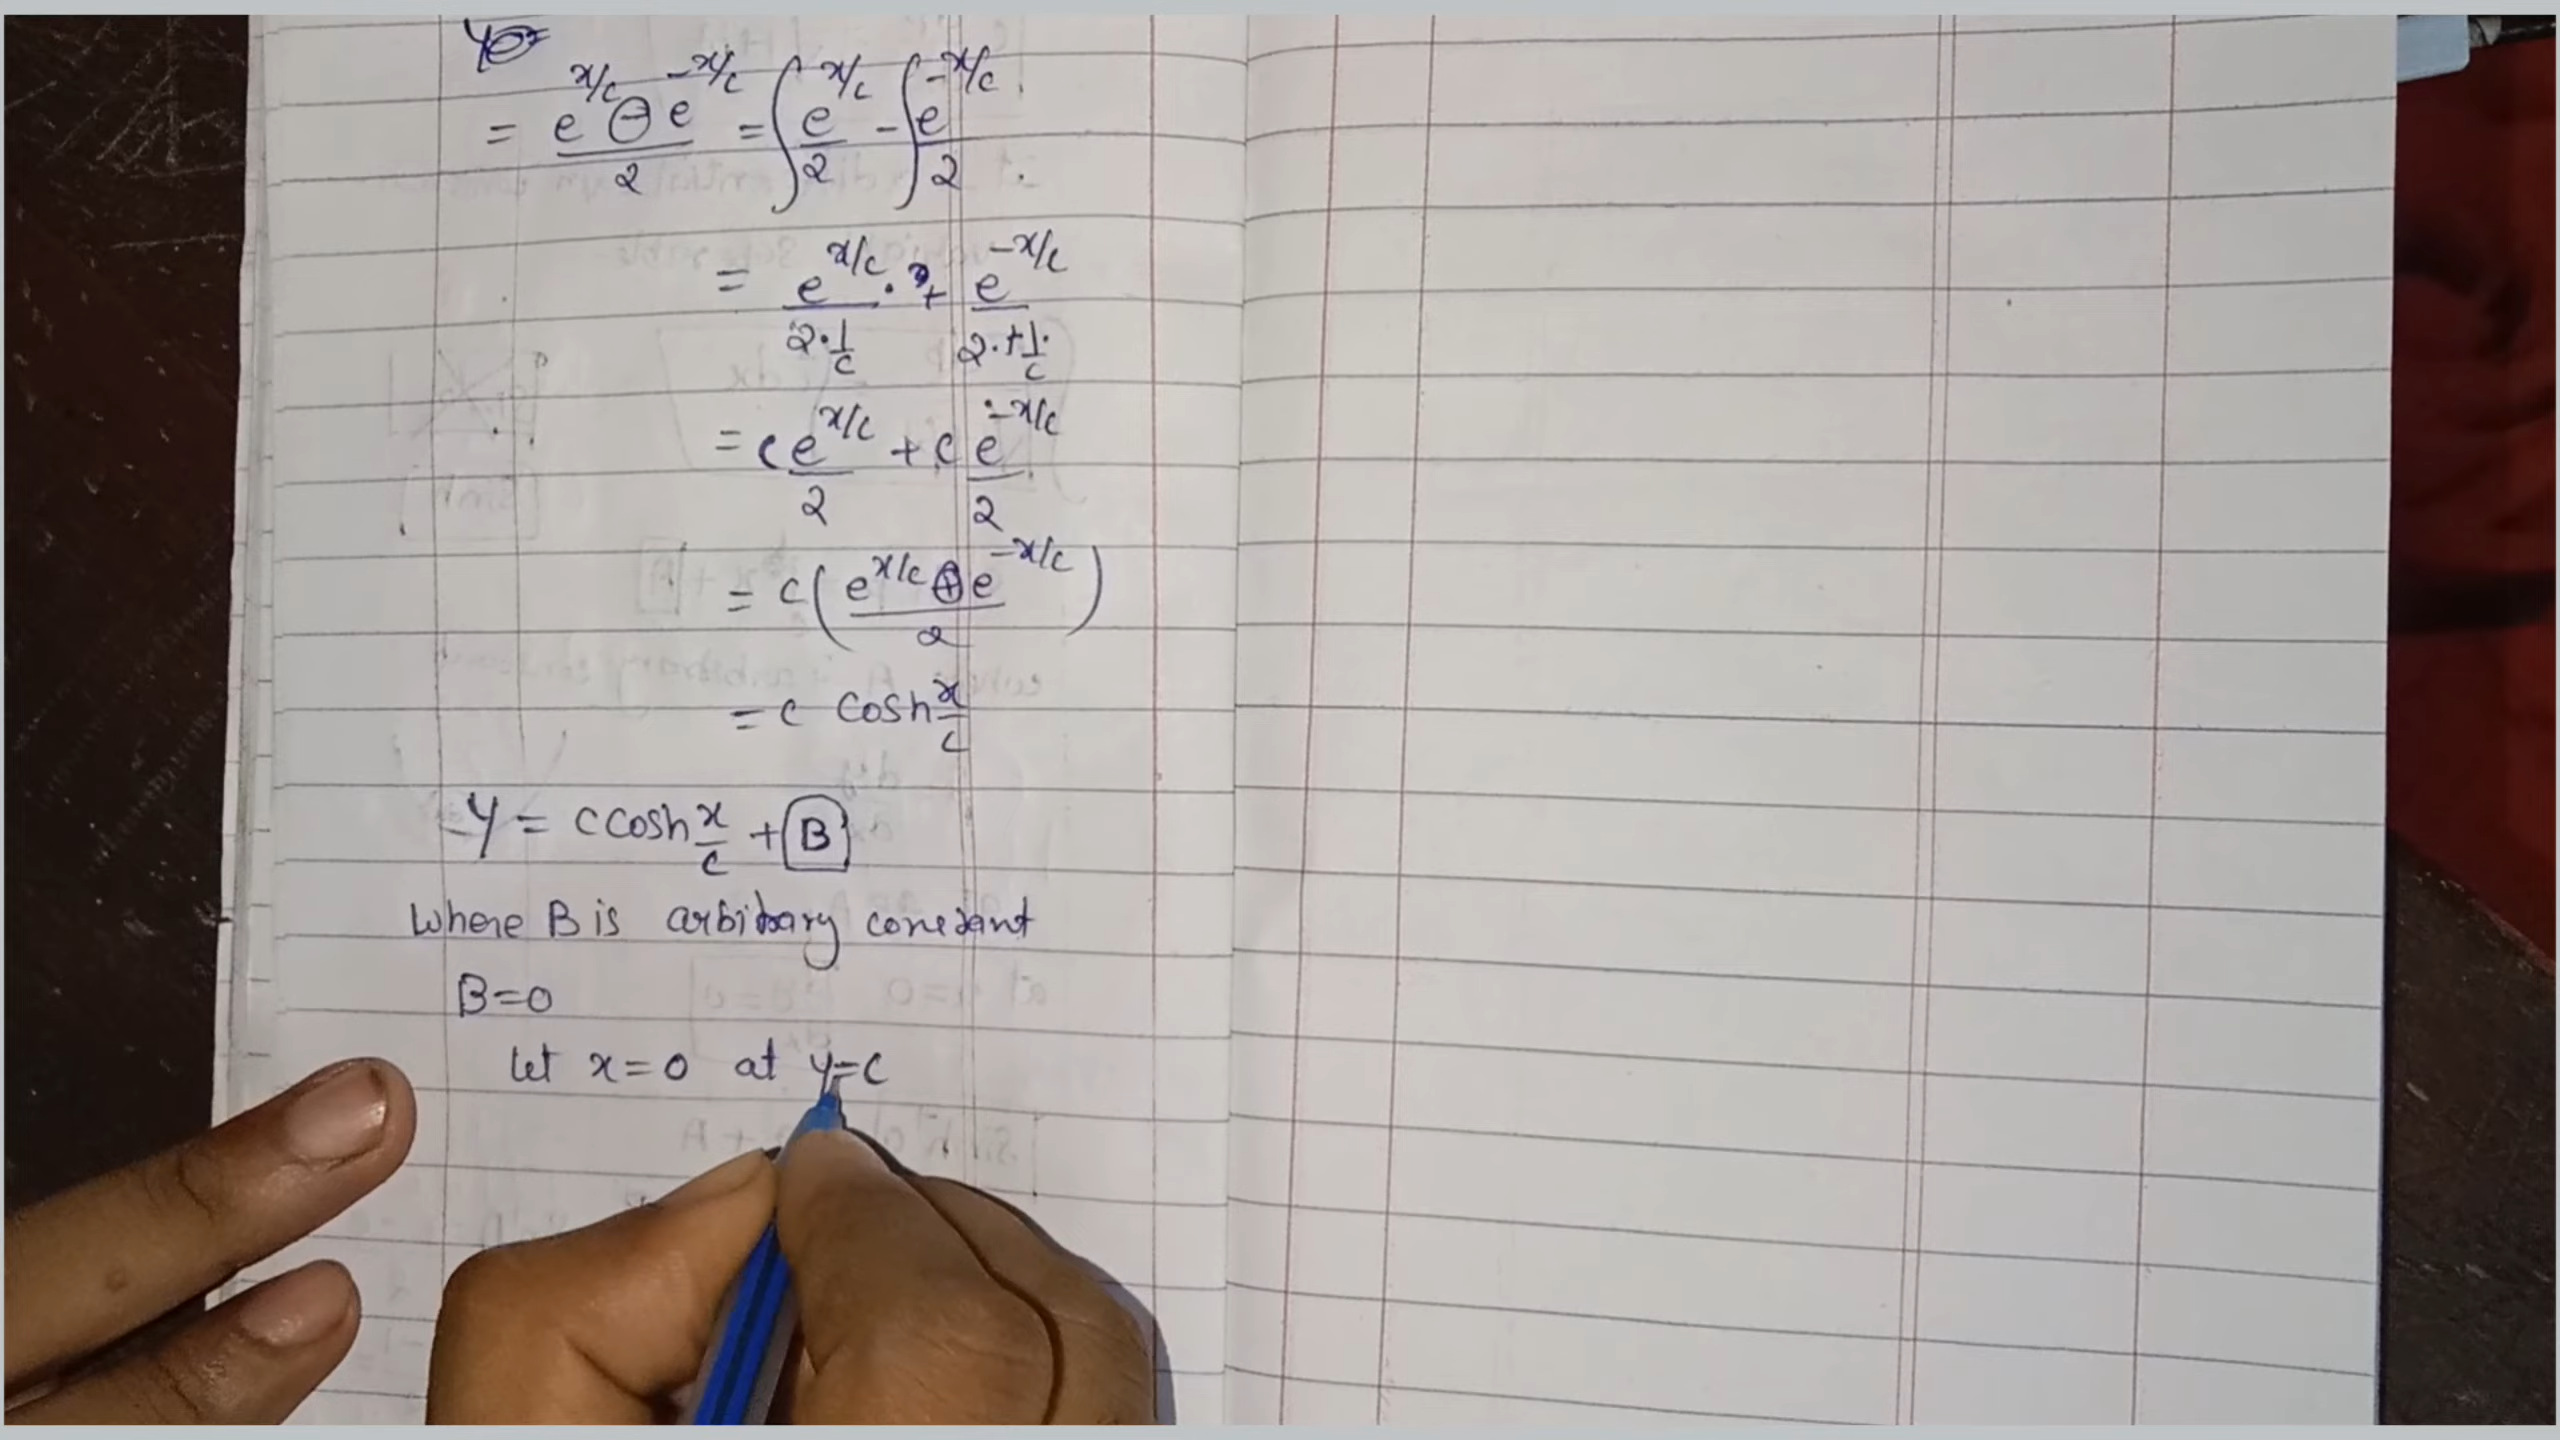 = e^x/c ⊖ e^-x/c / 2 = ∫ e^x/c / 2 - ∫ e^-x/c / 2
= e^x/c / 2·1/c + e^-x/c / 2·+1/c
= c e^x/c / 2 + c e^-x/c / 2
= c ( e^x/c ⊕ e^-x/c / 2 )
= c cosh x/c
y = c cosh x/c + B
where B is arbitrary constant
B=0
let x=0 at y=c